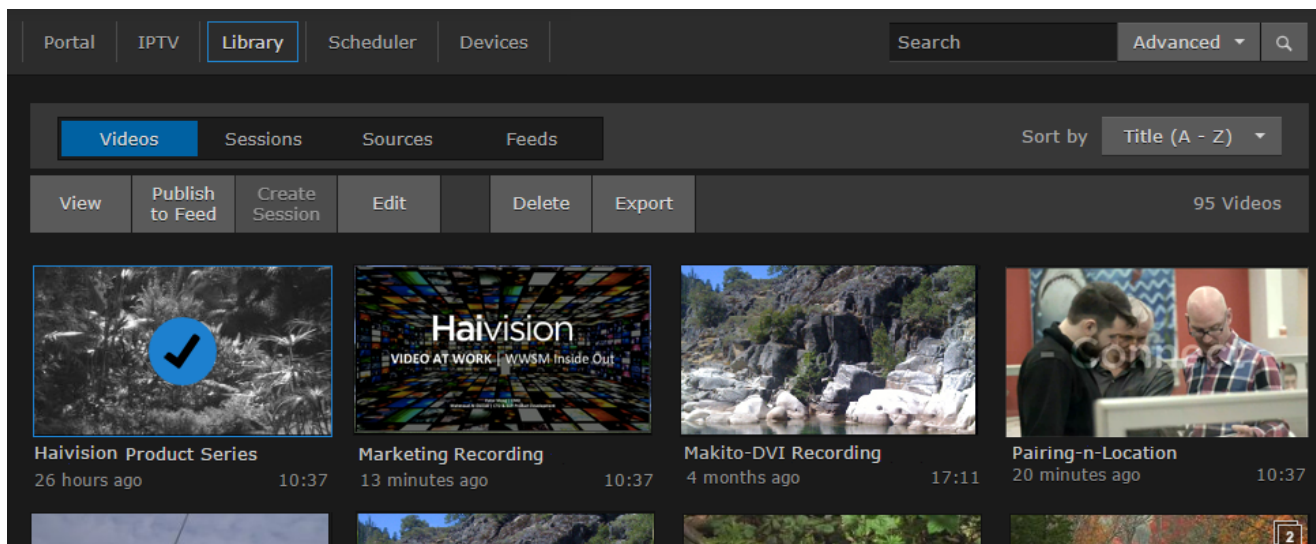 Portal IPTV Library Scheduler Devices Search Advanced
Videos Sessions Sources Feeds Sort by Title (A - Z)
View Publish to Feed Create Session Edit Delete Export 95 Videos
Haivision
VIDEO AT WORK | WWSM Inside Out
Connec
Haivision Product Series
26 hours ago 10:37
Marketing Recording
13 minutes ago 10:37
Makito-DVI Recording
4 months ago 17:11
Pairing-n-Location
20 minutes ago 10:37
2